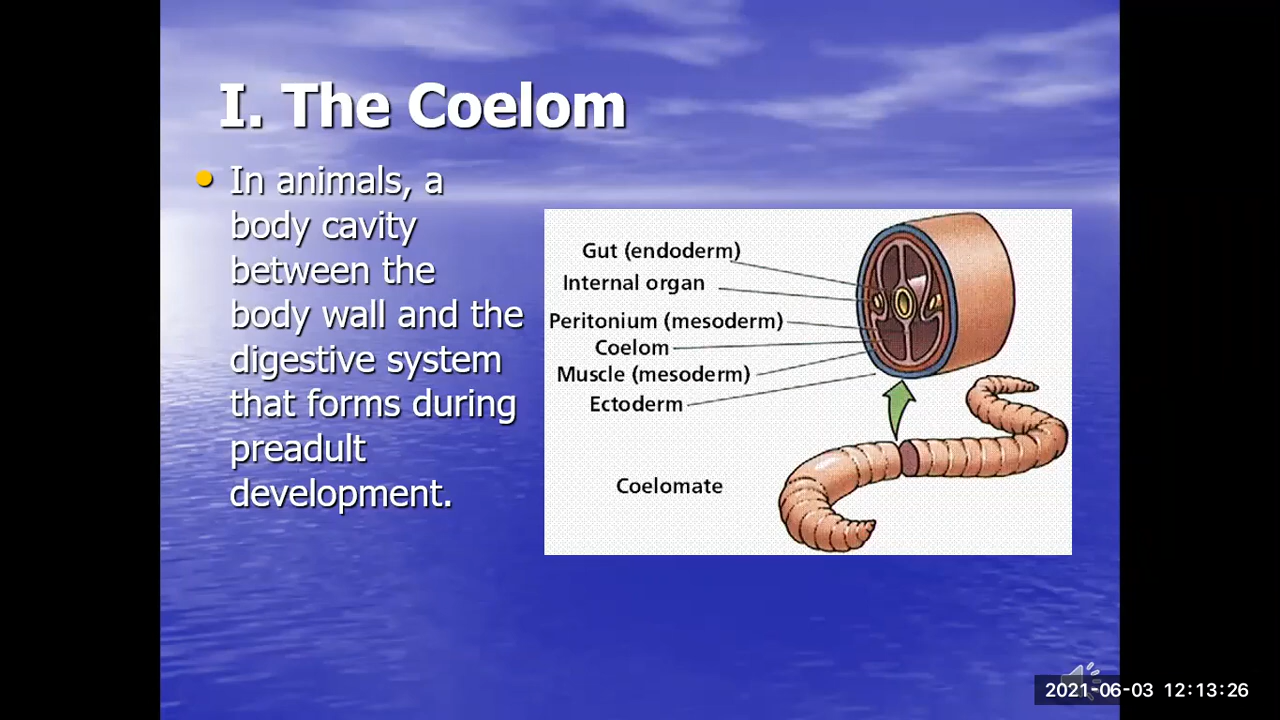 I. The Coelom
In animals, a
body cavity
between the
body wall and the
digestive system
that forms during
preadult
development.
Gut (endoderm)
Internal organ
Peritonium (mesoderm)
Coelom
Muscle (mesoderm)
Ectoderm
Coelomate
2021-06-03 12:13:26